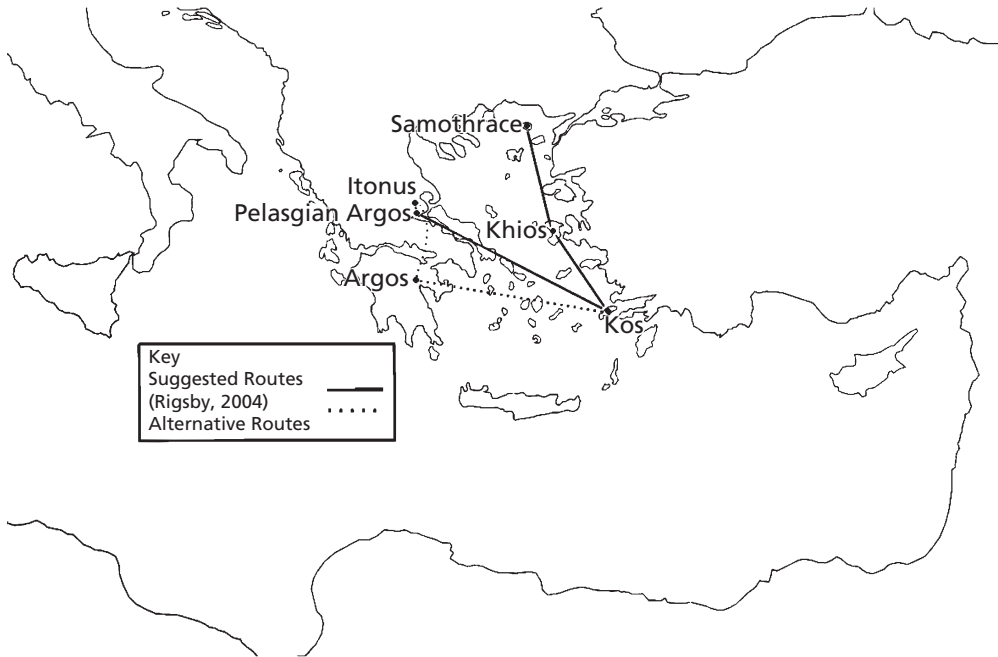 Samothrace
Itonus
Pelasgian Argos
Khios
Argos
Kos
Key
Suggested Routes
(Rigsby, 2004)
Alternative Routes